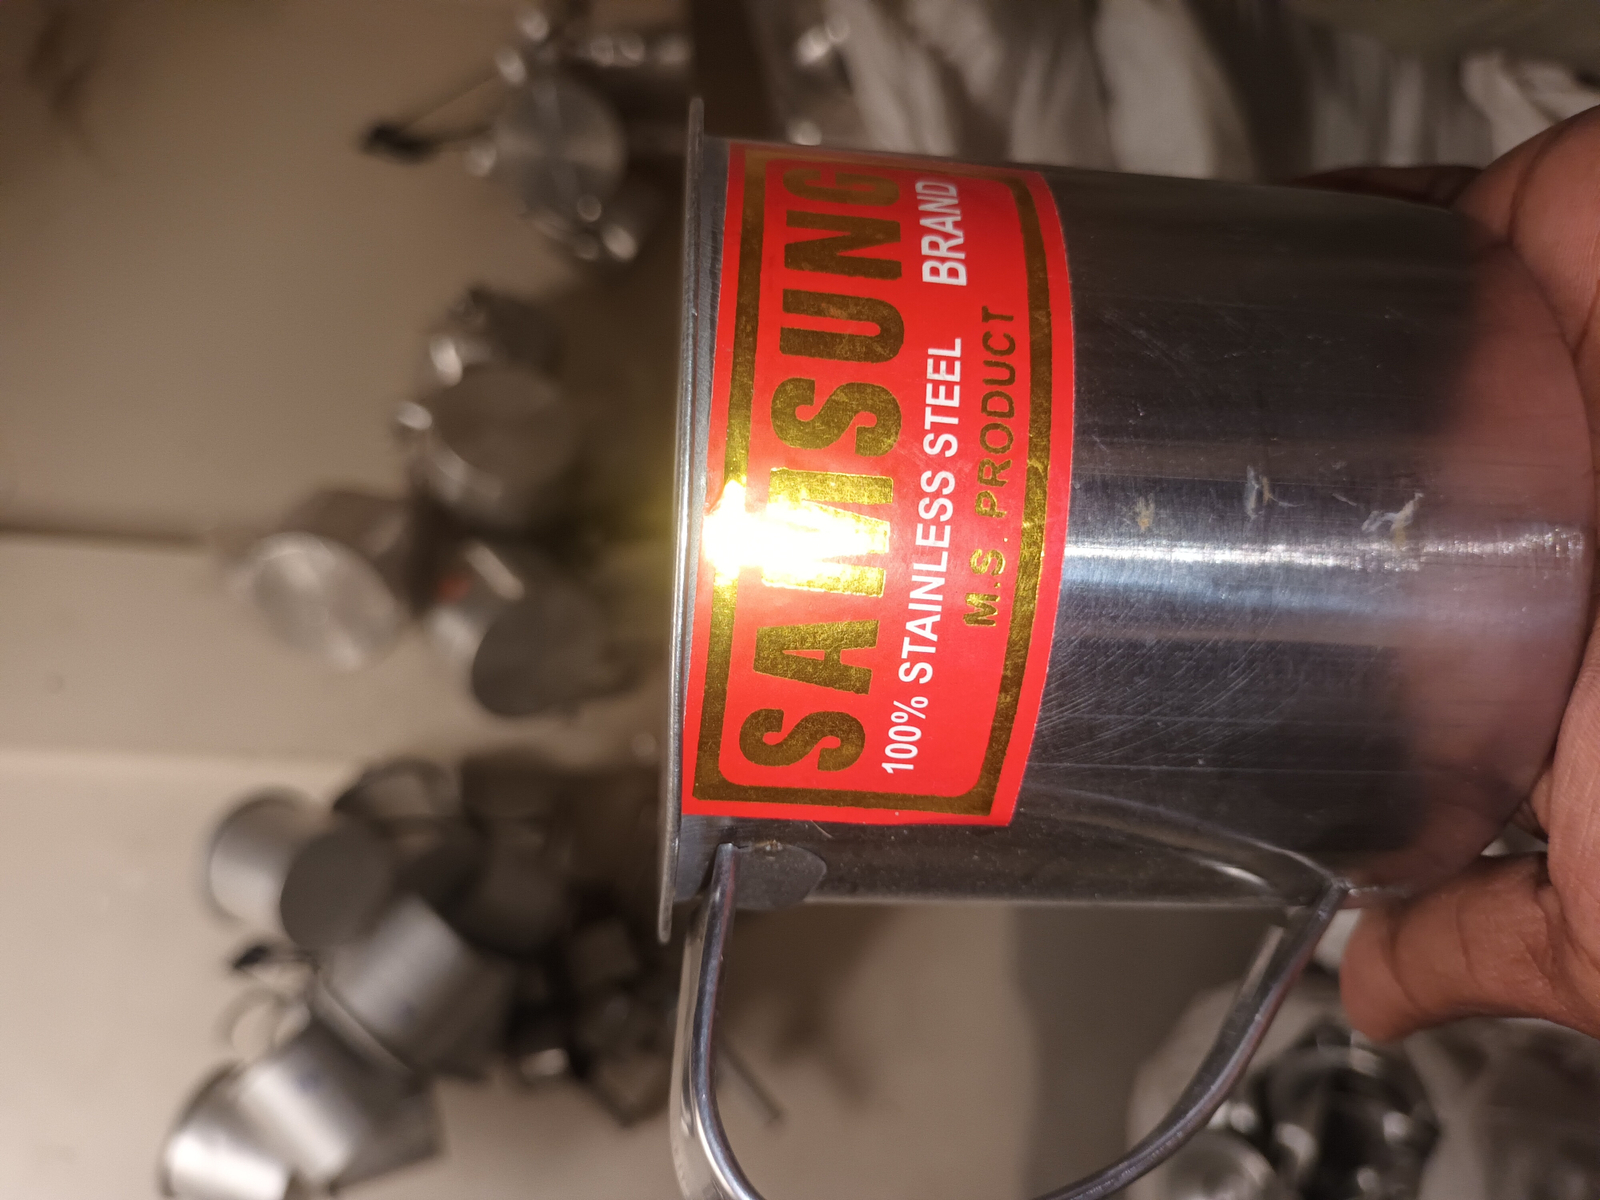 SAMSUNG
100% STAINLESS STEEL BRAND
M.S. PRODUCT